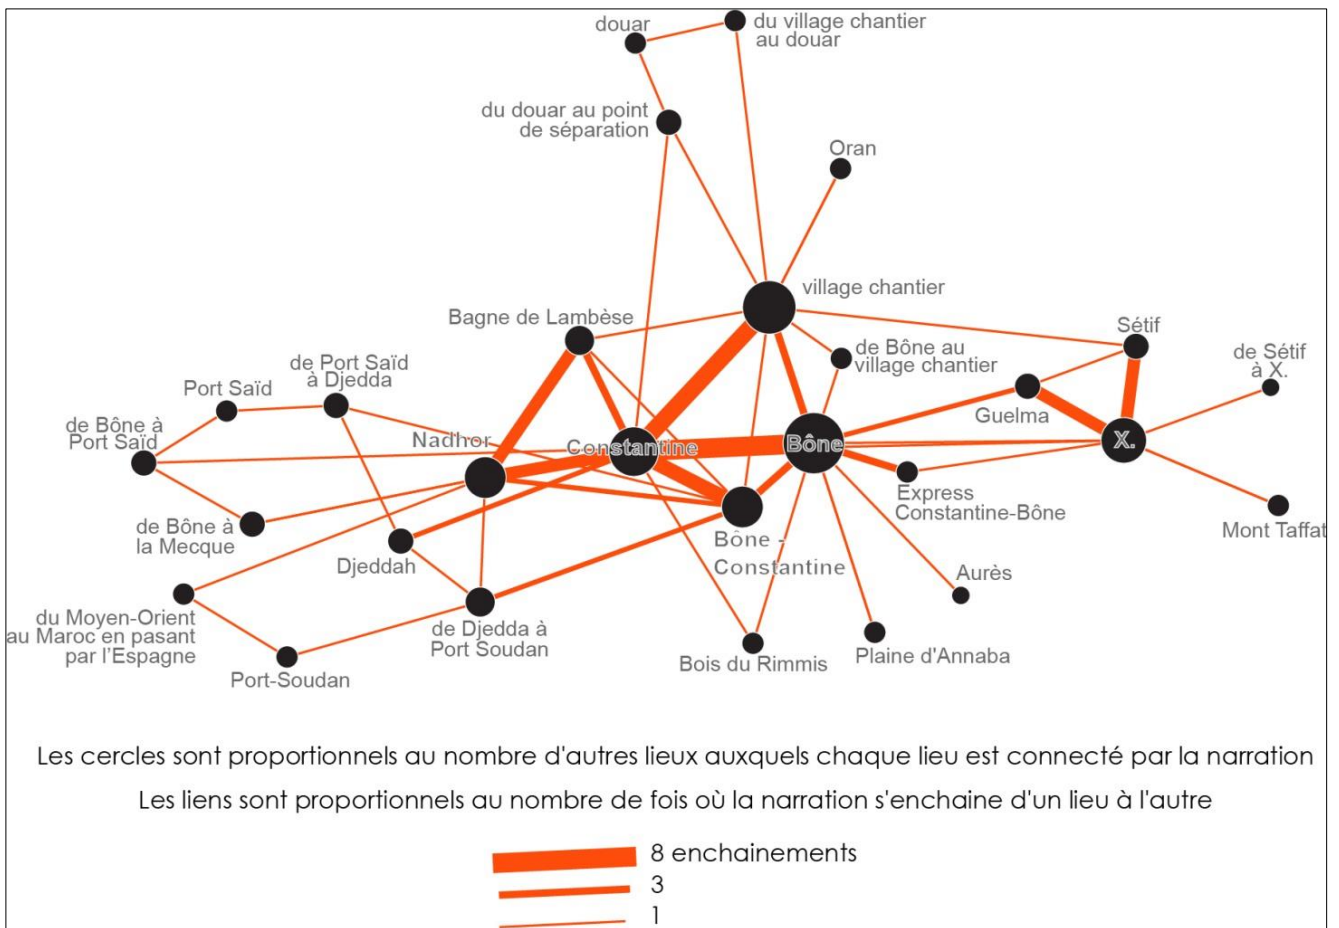 douar
du village chantier
au douar
du douar au point
de séparation
Oran
village chantier
Bagne de Lambèse
Sétif
de Bône au
village chantier
de Sétif
à X.
de Port Saïd
à Djedda
Port Saïd
Guelma
de Bône à
Port Saïd
Nadhor
Constantine
Bône
X.
Express
Constantine-Bône
Mont Taffat
de Bône à
la Mecque
Bône -
Constantine
Djeddah
Aurès
du Moyen-Orient
au Maroc en pasant
par l'Espagne
de Djedda à
Port Soudan
Port-Soudan
Bois du Rimmis
Plaine d'Annaba
Les cercles sont proportionnels au nombre d'autres lieux auxquels chaque lieu est connecté par la narration
Les liens sont proportionnels au nombre de fois où la narration s'enchaine d'un lieu à l'autre
8 enchainements
3
1